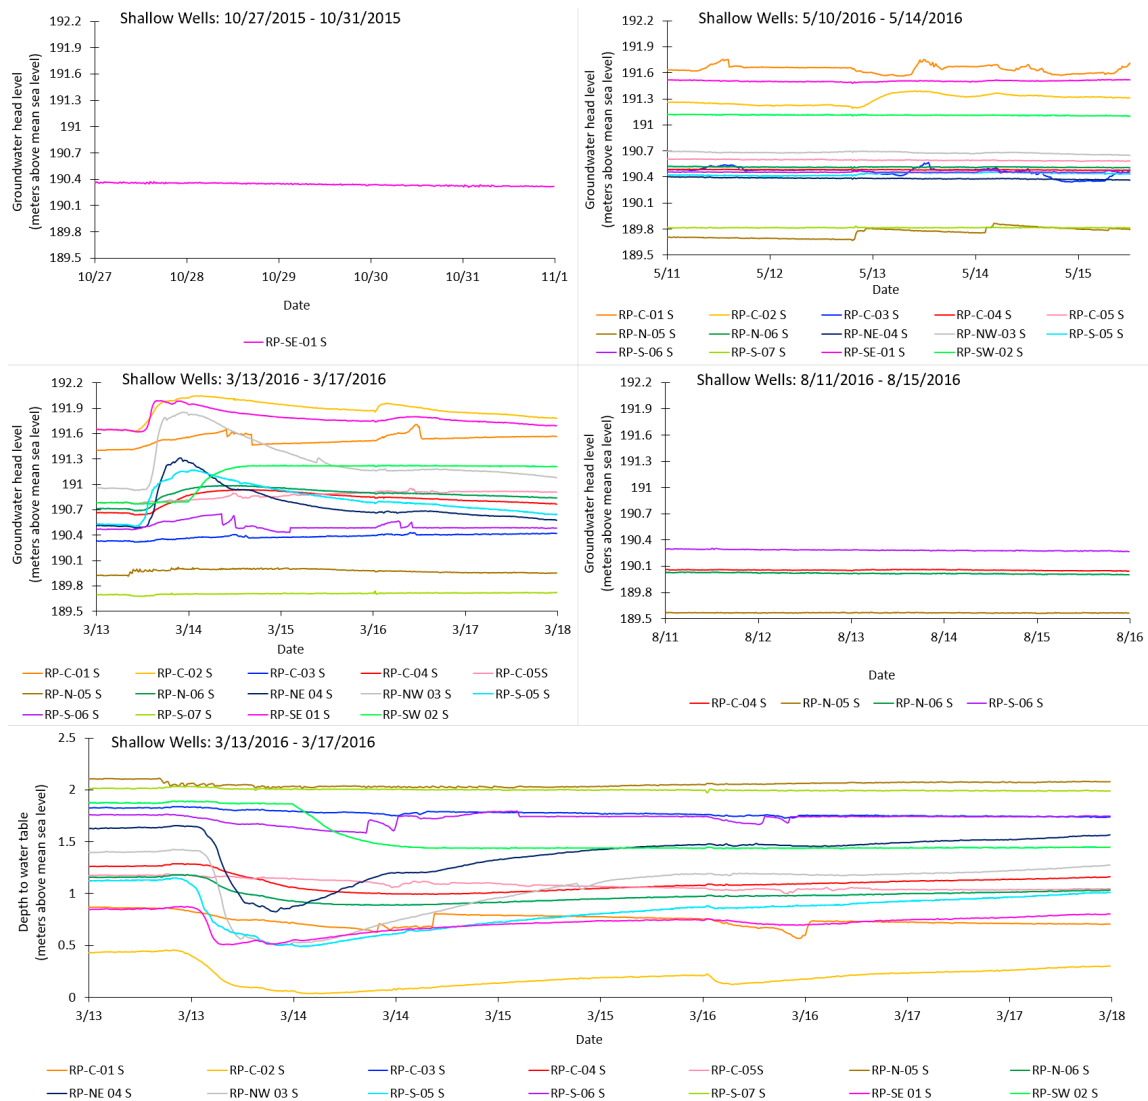 Shallow Wells: 10/27/2015 - 10/31/2015
Groundwater head level
(meters above mean sea level)
192.2
191.9
191.6
191.3
191
190.7
190.4
190.1
189.8
189.5
10/27 10/28 10/29 10/30 10/31 11/1
Date
RP-SE-01 S
Shallow Wells: 5/10/2016 - 5/14/2016
Groundwater head level
(meters above mean sea level)
192.2
191.9
191.6
191.3
191
190.7
190.4
190.1
189.8
189.5
5/11 5/12 5/13 5/14 5/15
Date
RP-C-01 S RP-C-02 S RP-C-03 S RP-C-04 S RP-C-05 S
RP-N-05 S RP-N-06 S RP-NE-04 S RP-NW-03 S RP-S-05 S
RP-S-06 S RP-S-07 S RP-SE-01 S RP-SW-02 S
Shallow Wells: 3/13/2016 - 3/17/2016
Groundwater head level
(meters above mean sea level)
192.2
191.9
191.6
191.3
191
190.7
190.4
190.1
189.8
189.5
3/13 3/14 3/15 3/16 3/17 3/18
Date
RP-C-01 S RP-C-02 S RP-C-03 S RP-C-04 S RP-C-05S
RP-N-05 S RP-N-06 S RP-NE 04 S RP-NW 03 S RP-S-05 S
RP-S-06 S RP-S-07 S RP-SE 01 S RP-SW 02 S
Shallow Wells: 8/11/2016 - 8/15/2016
Groundwater head level
(meters above mean sea level)
192.2
191.9
191.6
191.3
191
190.7
190.4
190.1
189.8
189.5
8/11 8/12 8/13 8/14 8/15 8/16
Date
RP-C-04 S RP-N-05 S RP-N-06 S RP-S-06 S
Shallow Wells: 3/13/2016 - 3/17/2016
Depth to water table
(meters above mean sea level)
2.5
2
1.5
1
0.5
0
3/13 3/13 3/14 3/14 3/15 3/15 3/16 3/16 3/17 3/17 3/18
Date
RP-C-01 S RP-C-02 S RP-C-03 S RP-C-04 S RP-C-05S RP-N-05 S RP-N-06 S
RP-NE 04 S RP-NW 03 S RP-S-05 S RP-S-06 S RP-S-07 S RP-SE 01 S RP-SW 02 S